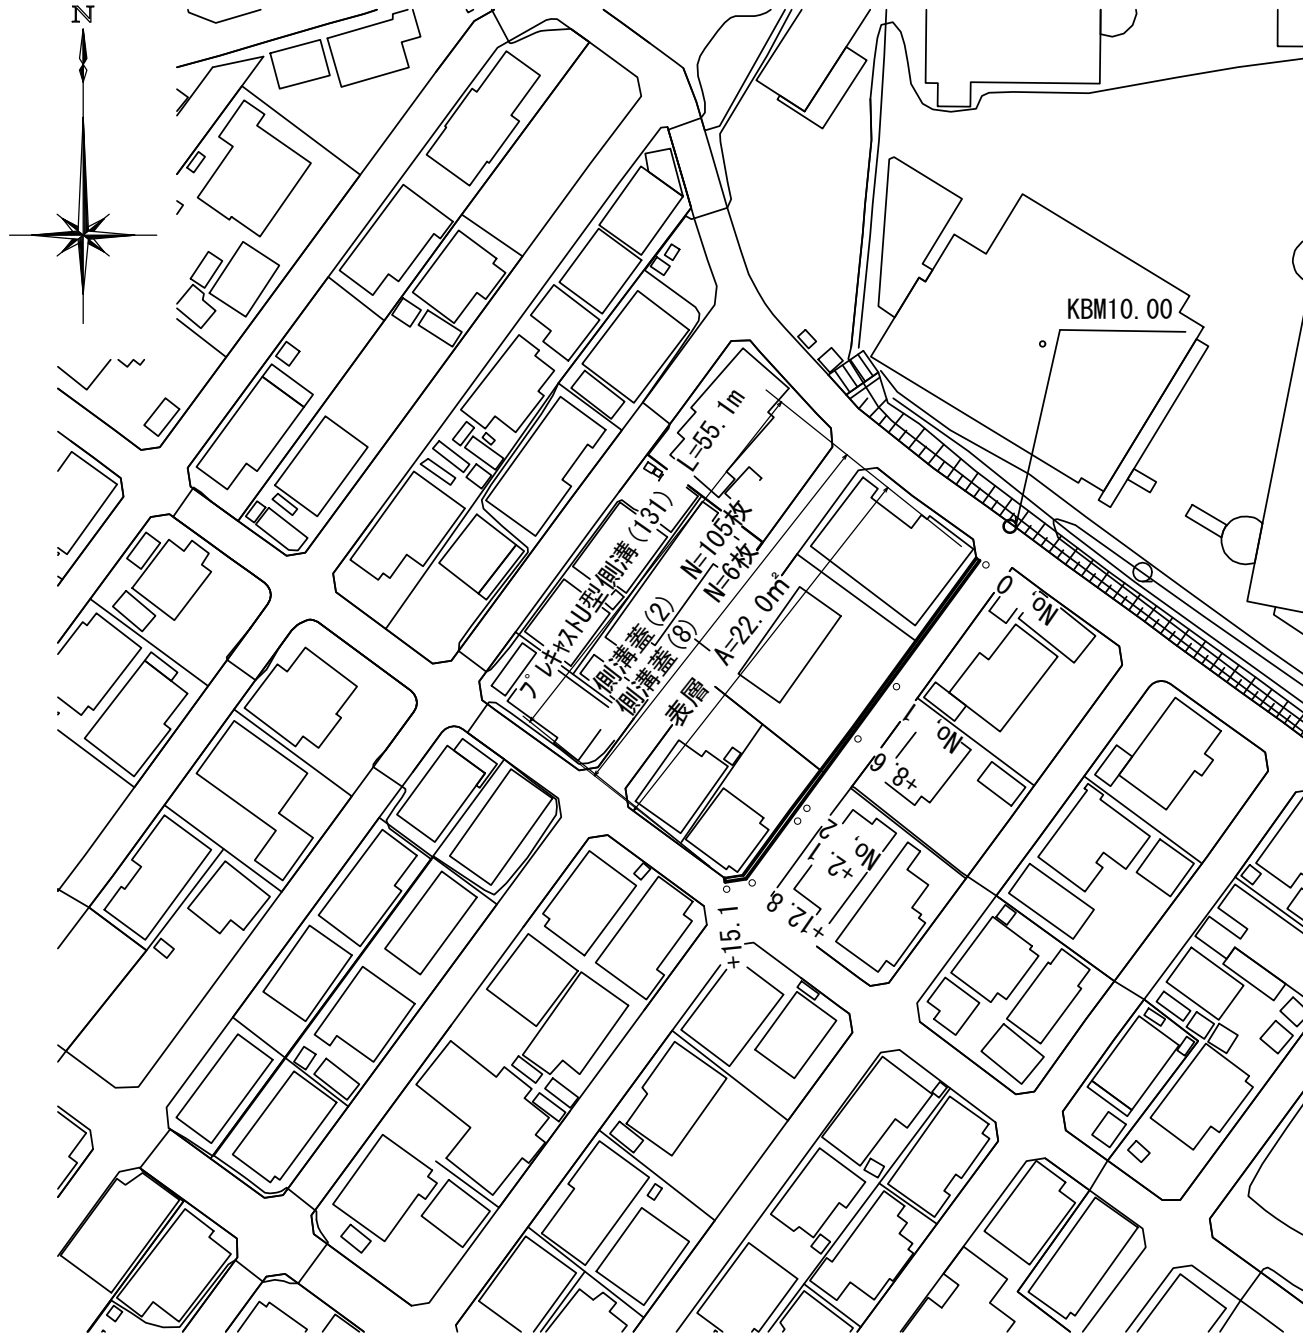 N
KBM10.00
プレキャストU型側溝(131) L=55.1m
側溝蓋(2) N=105枚
側溝蓋(8) N=6枚
表層 A=22.0㎡
No. 0
No. 1
+8.6
No. 2
+2.1
+12.8
+15.1